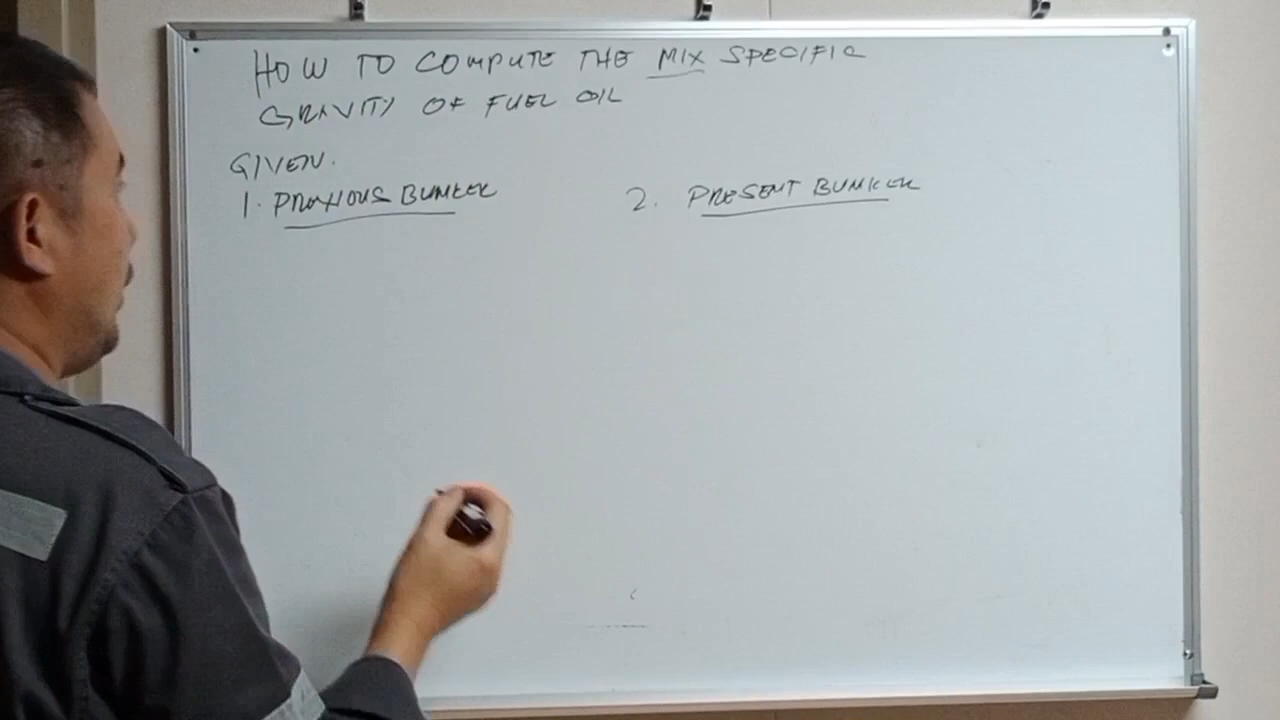 HOW TO COMPUTE THE MIX SPECIFIC
GRAVITY OF FUEL OIL
GIVEN.
1. PREVIOUS BUNKER
2. PRESENT BUNKER